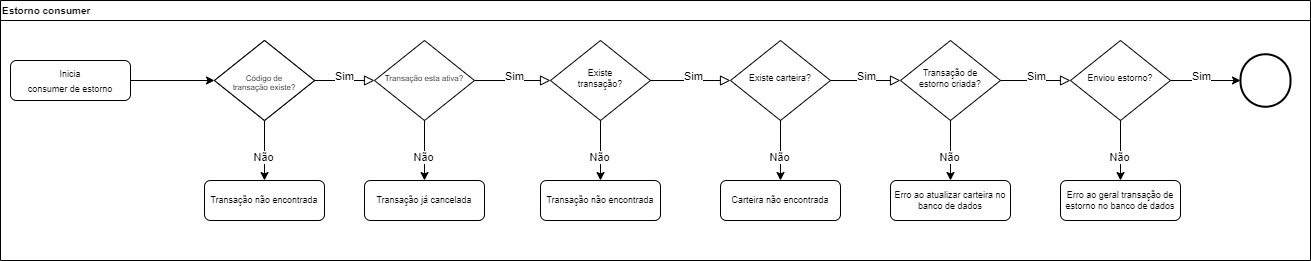 Estorno consumer
Inicia
consumer de estorno
Código de
transação existe?
Sim
Transação esta ativa?
Sim
Existe
transação?
Sim
Existe carteira?
Sim
Transação de
estorno criada?
Sim
Enviou estorno?
Sim
Não
Não
Não
Não
Não
Não
Transação não encontrada
Transação já cancelada
Transação não encontrada
Carteira não encontrada
Erro ao atualizar carteira no
banco de dados
Erro ao geral transação de
estorno no banco de dados